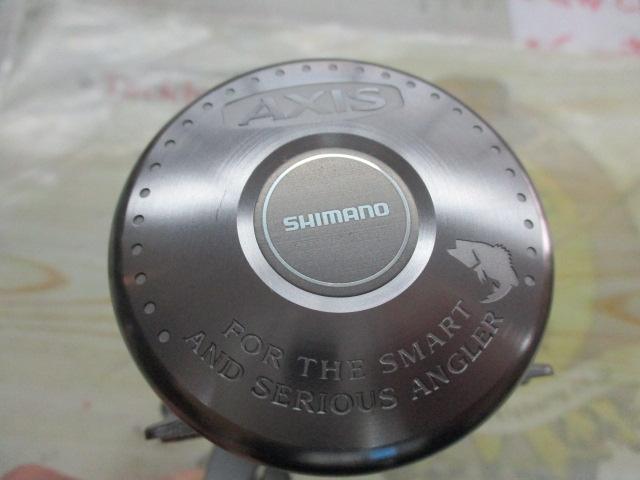 AXIS
SHIMANO
FOR THE SMART
AND SERIOUS ANGLER